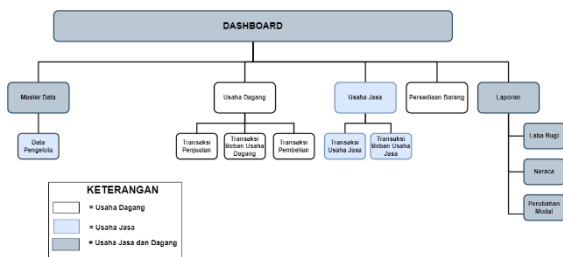 DASHBOARD
Master Data
Usaha Dagang
Usaha Jasa
Persediaan Barang
Laporan
Data
Pengelola
Transaksi
Penjualan
Transaksi
Beban Usaha
Dagang
Transaksi
Pembelian
Transaksi
Usaha Jasa
Transaksi
Beban Usaha
Jasa
Laba Rugi
Neraca
Perubahan
Modal
KETERANGAN
= Usaha Dagang
= Usaha Jasa
= Usaha Jasa dan Dagang